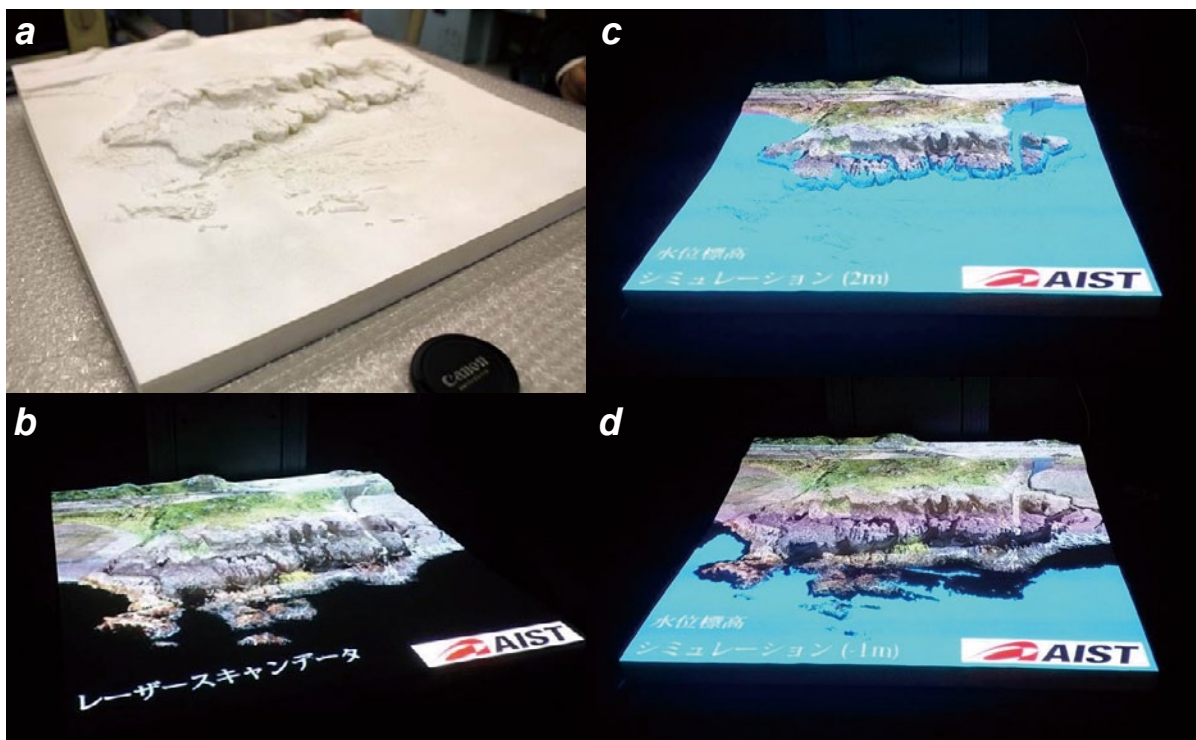 a
Canon
b
AIST
レーザースキャンデータ
c
水位標高
シミュレーション (2m)
AIST
d
水位標高
シミュレーション (-1m)
AIST